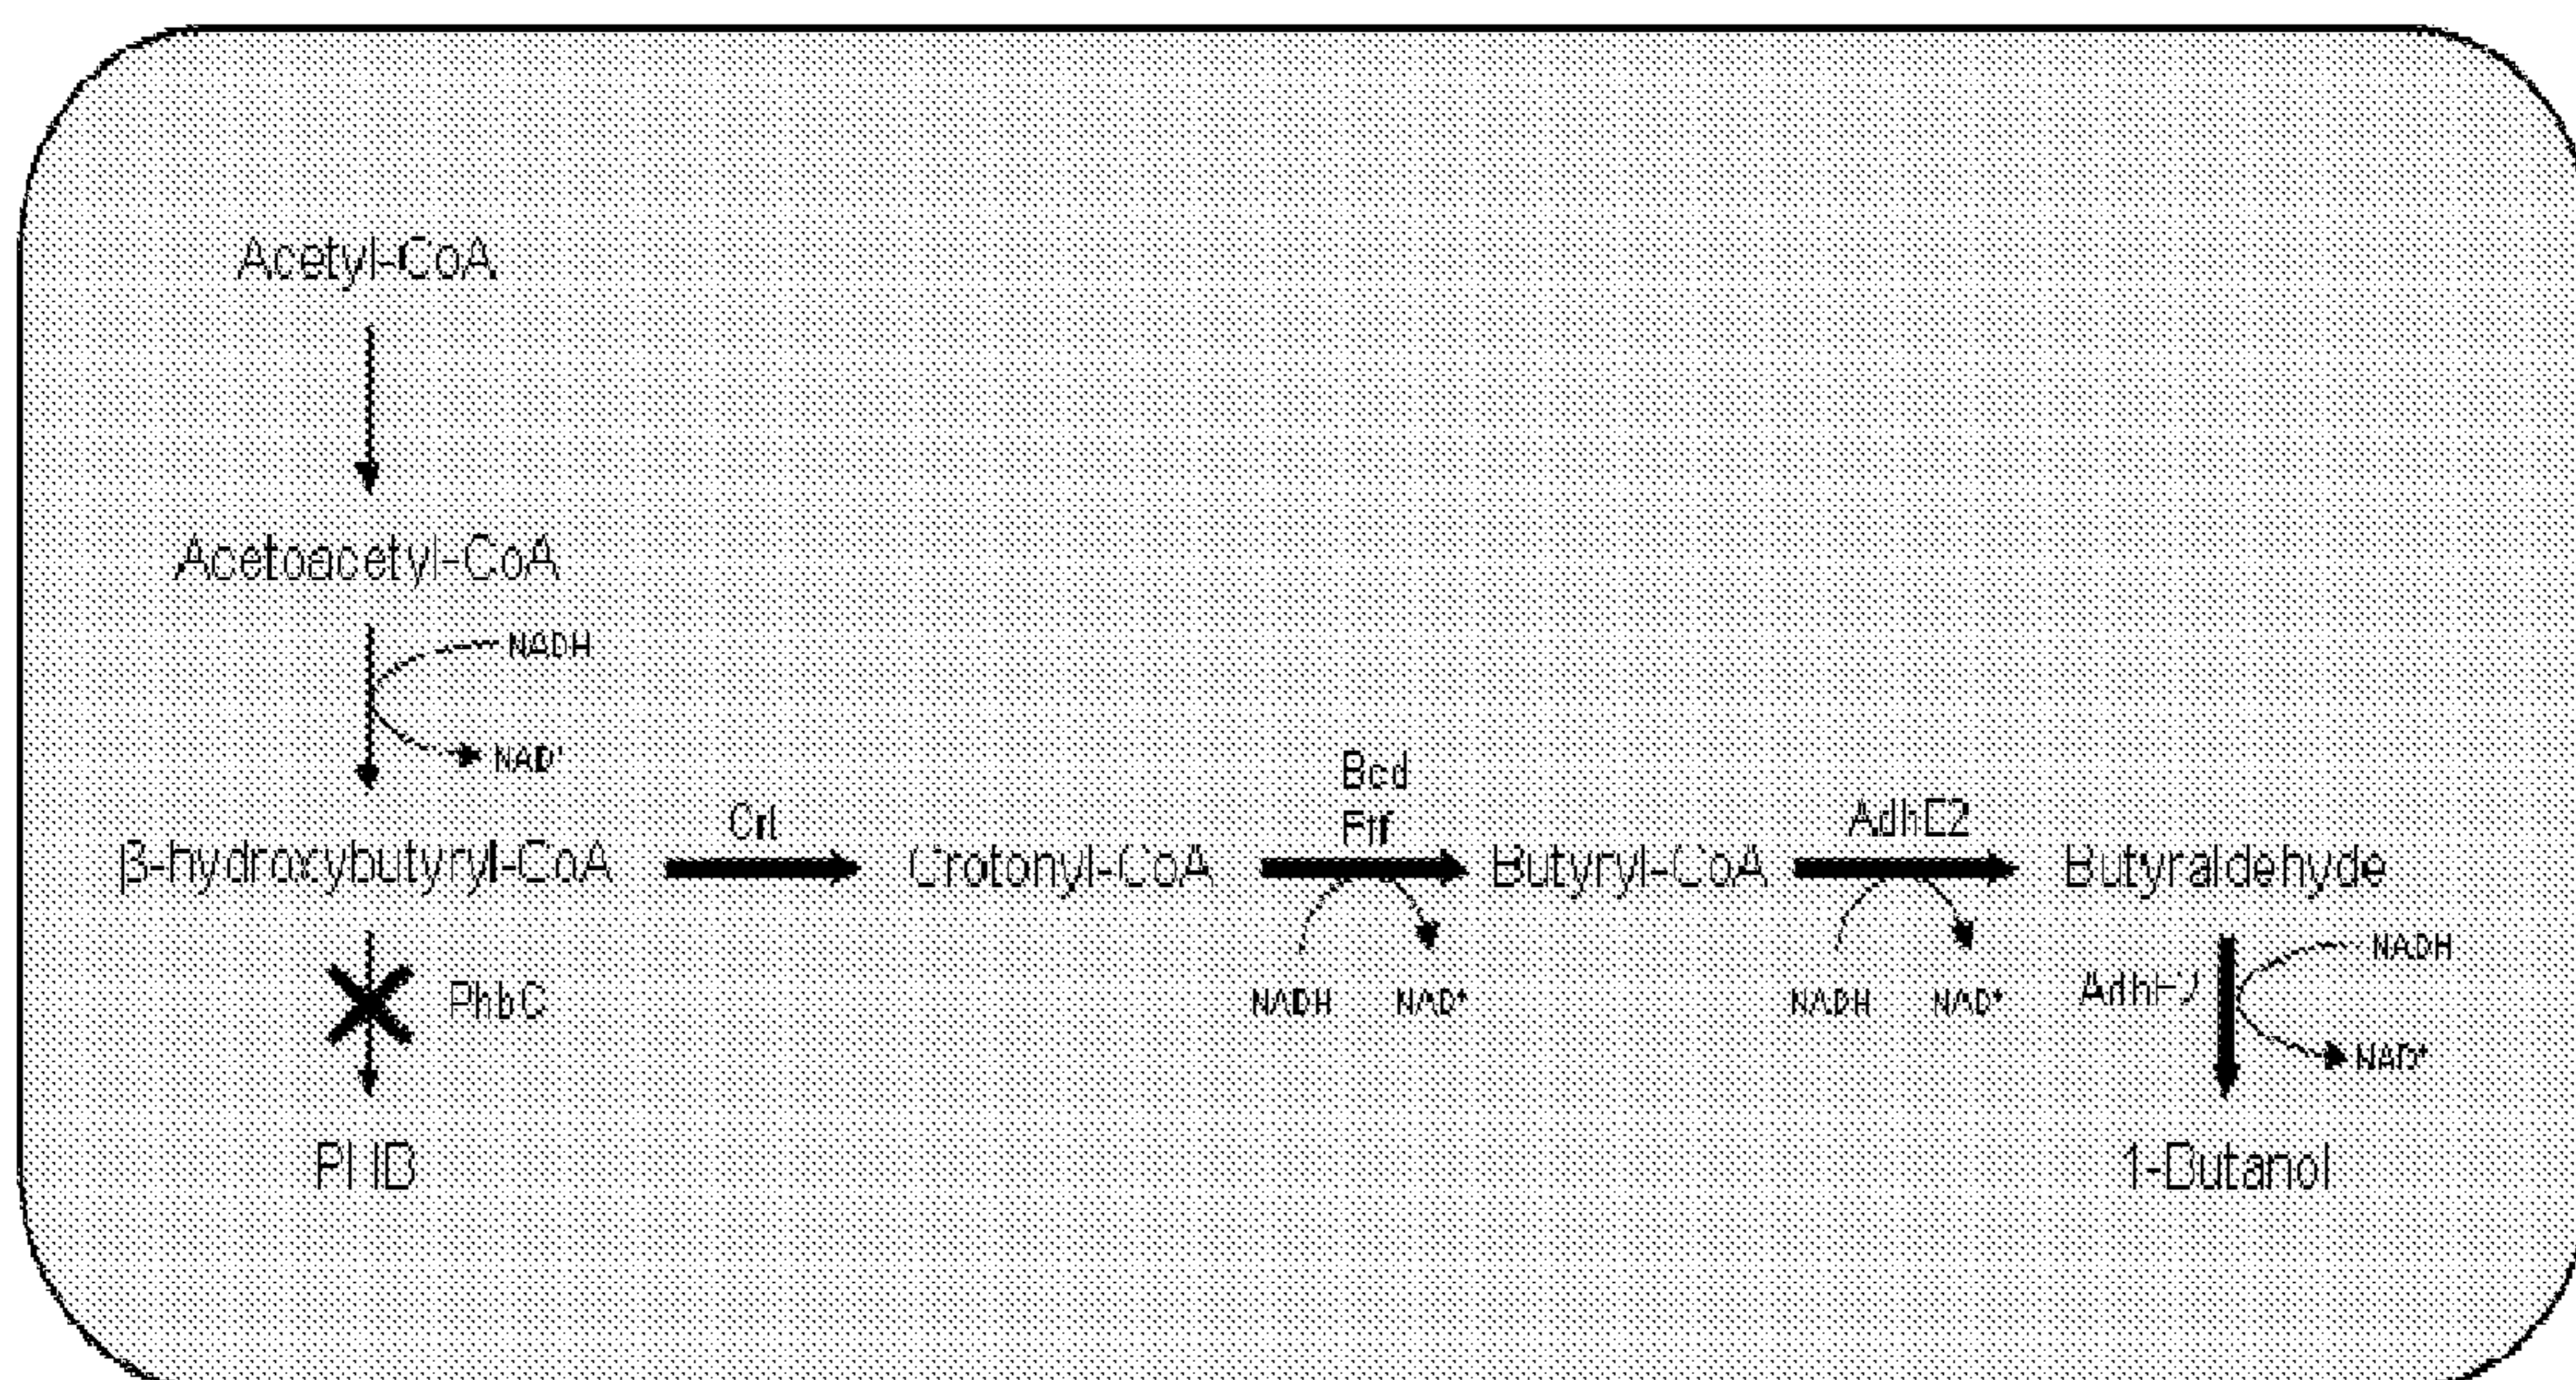 Acetyl-CoA
Acetoacetyl-CoA
NADH
NAD⁺
Bcd
Etf
Crt
AdhE2
β-hydroxybutyryl-CoA
Crotonyl-CoA
Butyryl-CoA
Butyraldehyde
NADH
PhbC
NADH
NAD⁺
NADH
NAD⁺
AdhE2
NAD⁺
PHB
1-Butanol